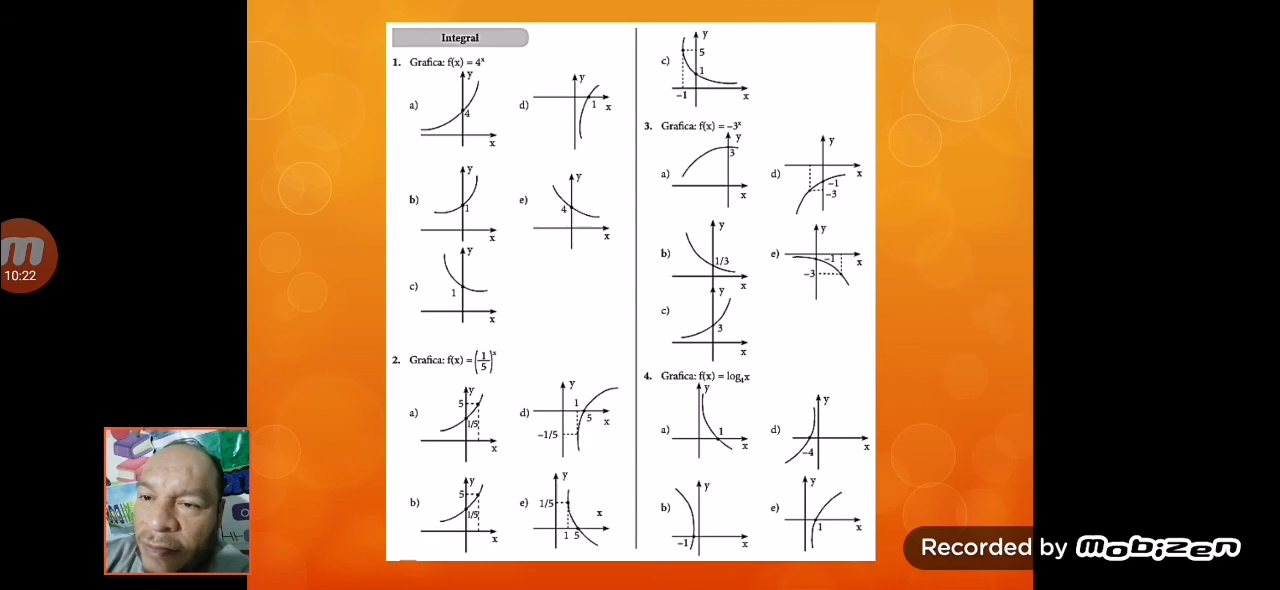 Integral
1. Grafica: f(x) = 4ˣ
a) y 4 x
d) y 1 x
b) y 1 x
e) y 4 x
c) y 1 x
2. Grafica: f(x) = (1/5)ˣ
a) y 5 1/5 x
d) y 1 5 x -1/5
b) y 5 1/5 x
e) y 1/5 x 1 5
c) y 5 1 -1 x
3. Grafica: f(x) = -3ˣ
a) y 3 x
d) y x -1 -3
b) y 1/3 x
e) y -1 x -3
c) y 3 x
4. Grafica: f(x) = log₄x
a) y 1 x
d) y -4 x
b) y -1 x
e) y 1 x
m
10:22
Recorded by mobizen